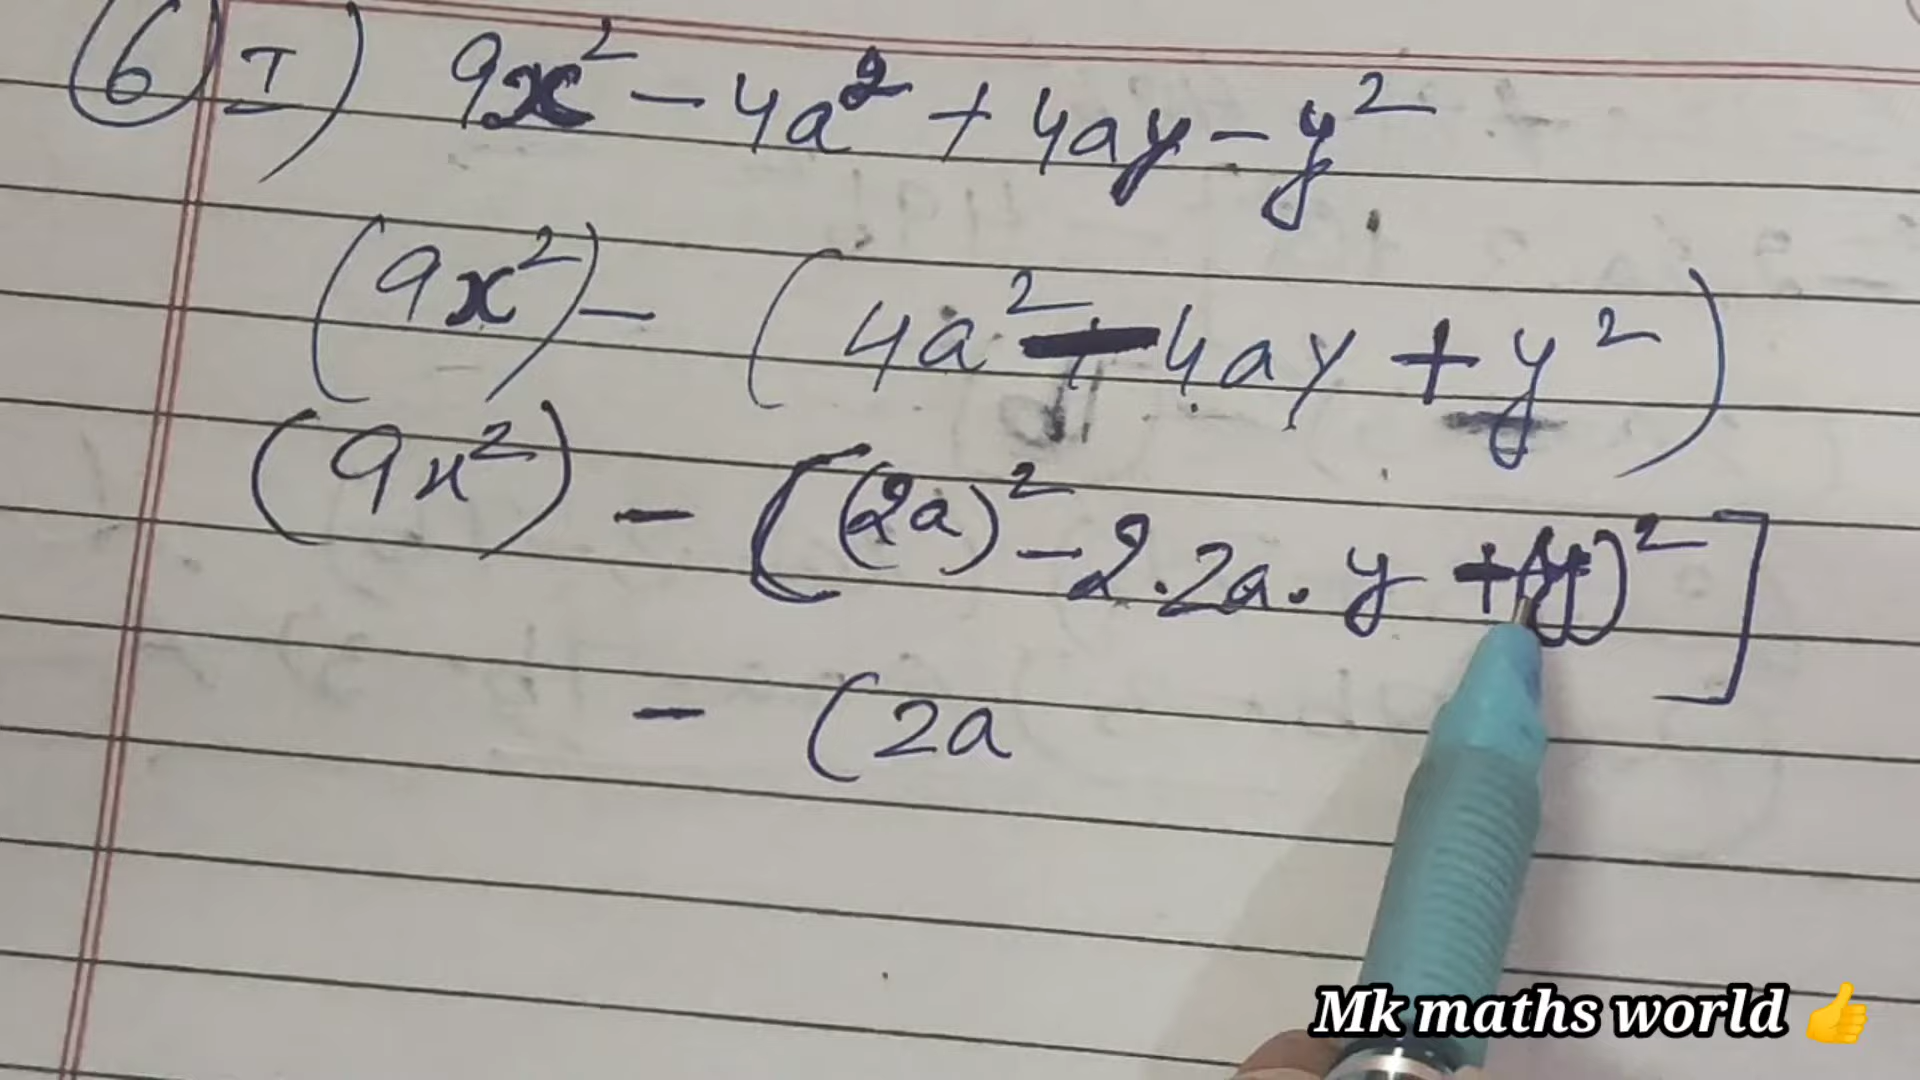 6 I) 9x² - 4a² + 4ay - y²
(9x²) - (4a² - 4ay + y²)
(9x²) - [(2a)² - 2.2a.y + (y)²]
- (2a
Mk maths world 👍